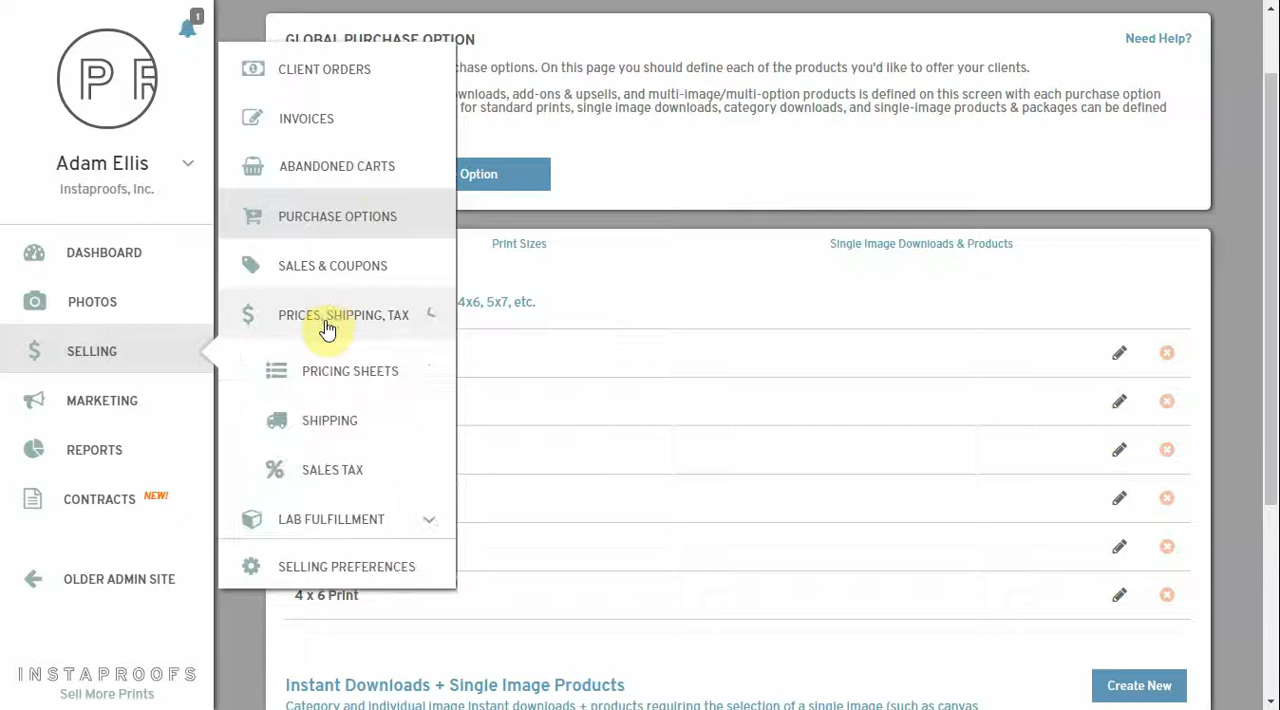 1
PF
Adam Ellis
Instaproofs, Inc.
DASHBOARD
PHOTOS
SELLING
MARKETING
REPORTS
CONTRACTS NEW!
OLDER ADMIN SITE
INSTAPROOFS
Sell More Prints
CLIENT ORDERS
INVOICES
ABANDONED CARTS
PURCHASE OPTIONS
SALES & COUPONS
PRICES, SHIPPING, TAX
PRICING SHEETS
SHIPPING
% SALES TAX
LAB FULFILLMENT
SELLING PREFERENCES
GLOBAL PURCHASE OPTION
Need Help?
chase options. On this page you should define each of the products you'd like to offer your clients.
wnloads, add-ons & upsells, and multi-image/multi-option products is defined on this screen with each purchase option
for standard prints, single image downloads, category downloads, and single-image products & packages can be defined
Option
Print Sizes
Single Image Downloads & Products
4x6, 5x7, etc.
4 x 6 Print
Instant Downloads + Single Image Products
Create New
Category and individual image instant downloads + products requiring the selection of a single image (such as canvas